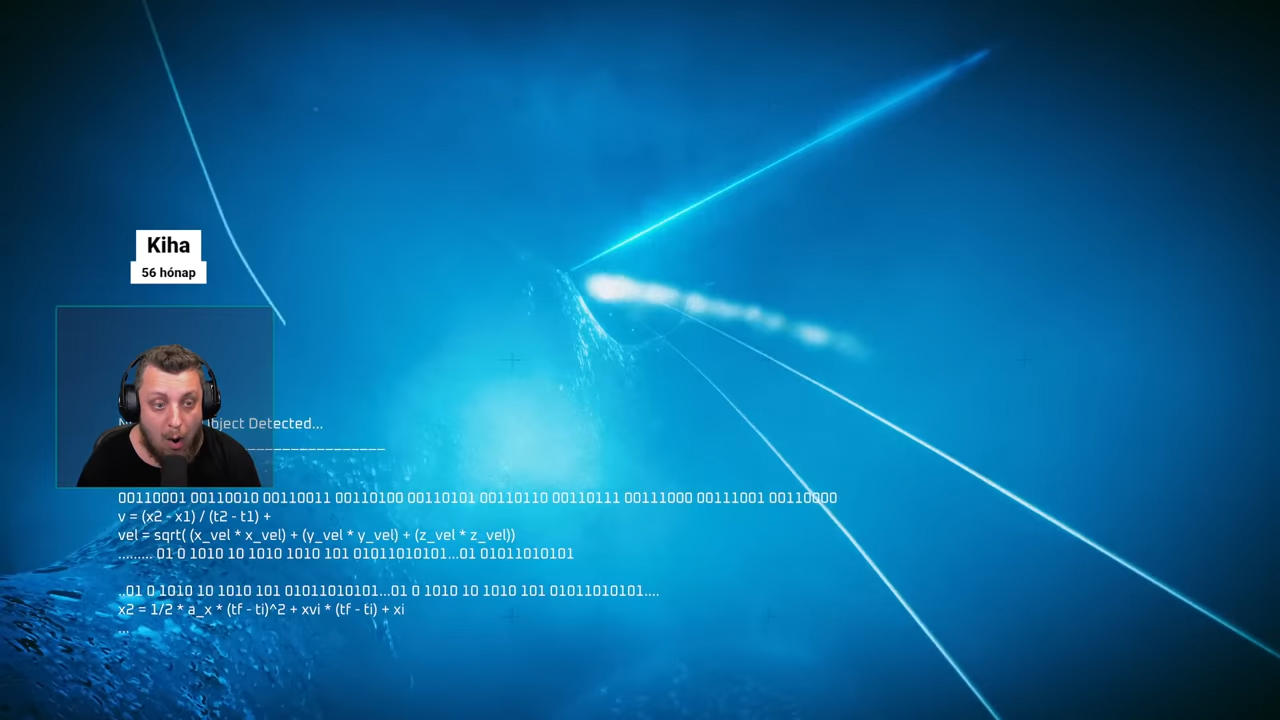 Kiha
56 hónap
bject Detected...
00110001 00110010 00110011 00110100 00110101 00110110 00110111 00111000 00111001 00110000
v = (x2 - x1) / (t2 - t1) +
vel = sqrt( (x_vel * x_vel) + (y_vel * y_vel) + (z_vel * z_vel))
......... 01 0 1010 10 1010 1010 101 01011010101...01 01011010101
..01 0 1010 10 1010 101 01011010101...01 0 1010 10 1010 101 01011010101....
x2 = 1/2 * a_x * (tf - ti)^2 + xvi * (tf - ti) + xi
...